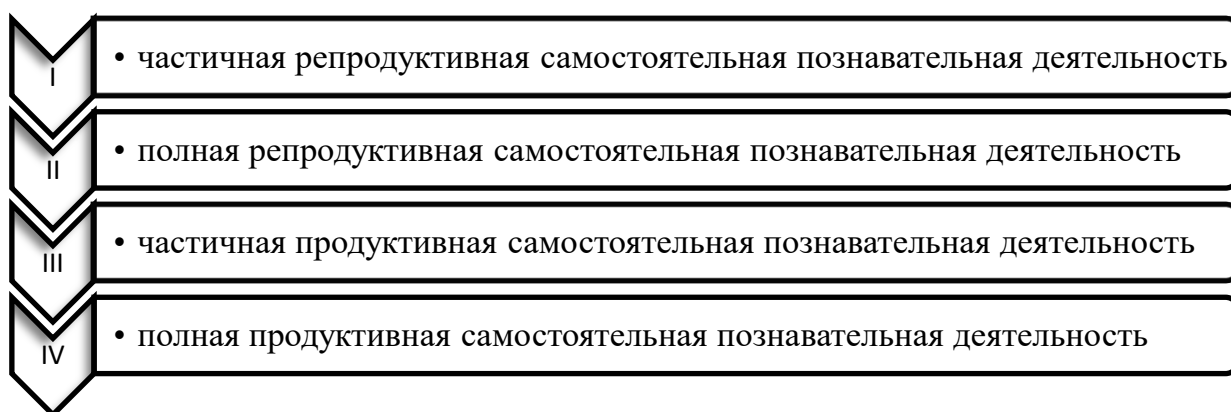 I
• частичная репродуктивная самостоятельная познавательная деятельность
II
• полная репродуктивная самостоятельная познавательная деятельность
III
• частичная продуктивная самостоятельная познавательная деятельность
IV
• полная продуктивная самостоятельная познавательная деятельность